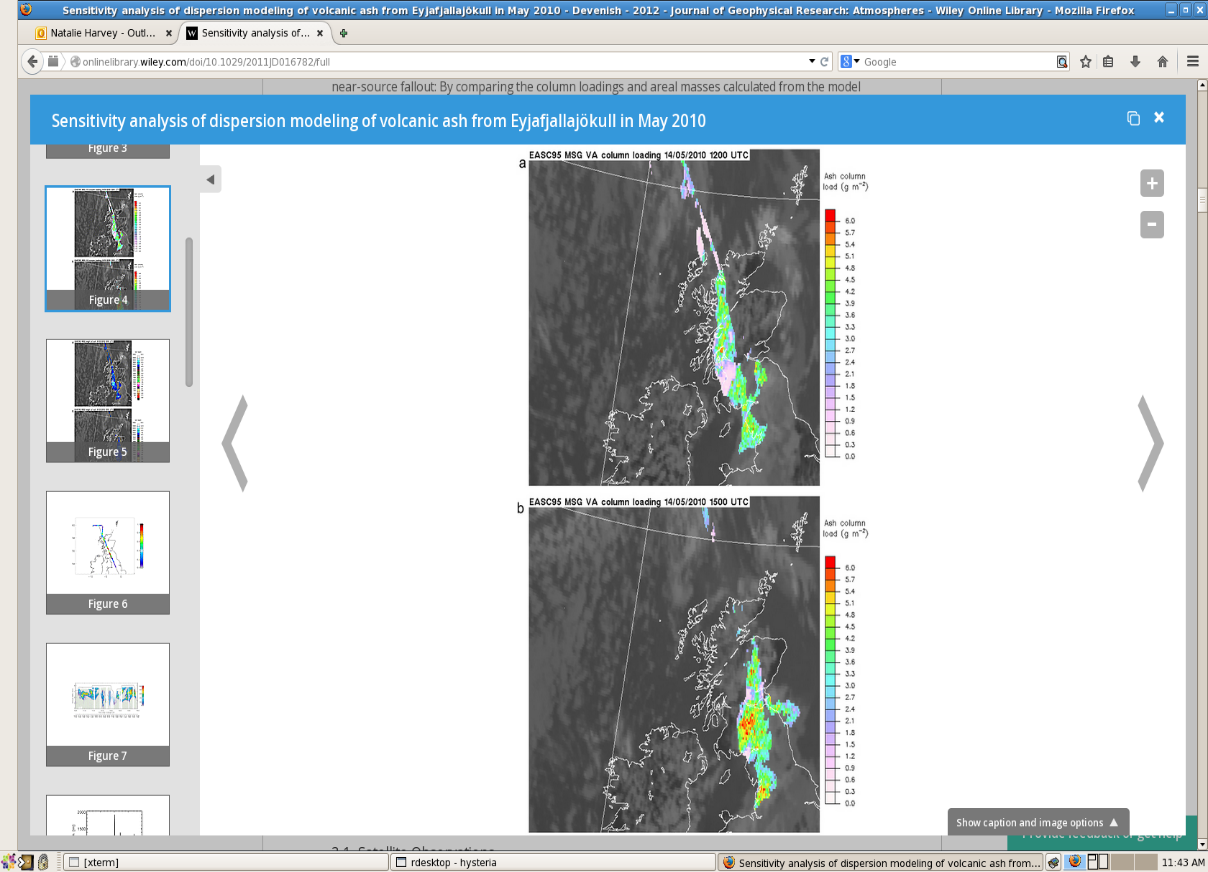 Sensitivity analysis of dispersion modeling of volcanic ash from Eyjafjallajökull in May 2010 - Devenish - 2012 - Journal of Geophysical Research: Atmospheres - Wiley Online Library - Mozilla Firefox
Natalie Harvey - Outl...
Sensitivity analysis of...
onlinelibrary.wiley.com/doi/10.1029/2011JD016782/full
Google
near-source fallout: By comparing the column loadings and areal masses calculated from the model
Sensitivity analysis of dispersion modeling of volcanic ash from Eyjafjallajökull in May 2010
Figure 3
Figure 4
Figure 5
Figure 6
Figure 7
a
EASC95 MSG VA column loading 14/05/2010 1200 UTC
Ash column
load (g m⁻²)
6.0
5.7
5.4
5.1
4.8
4.5
4.2
3.9
3.6
3.3
3.0
2.7
2.4
2.1
1.8
1.5
1.2
0.9
0.6
0.3
0.0
b
EASC95 MSG VA column loading 14/05/2010 1500 UTC
Ash column
load (g m⁻²)
6.0
5.7
5.4
5.1
4.8
4.5
4.2
3.9
3.6
3.3
3.0
2.7
2.4
2.1
1.8
1.5
1.2
0.9
0.6
0.3
0.0
Show caption and image options
Provide feedback or get help
3.1. Satellite Observations
[xterm]
rdesktop - hysteria
Sensitivity analysis of dispersion modeling of volcanic ash from...
11:43 AM